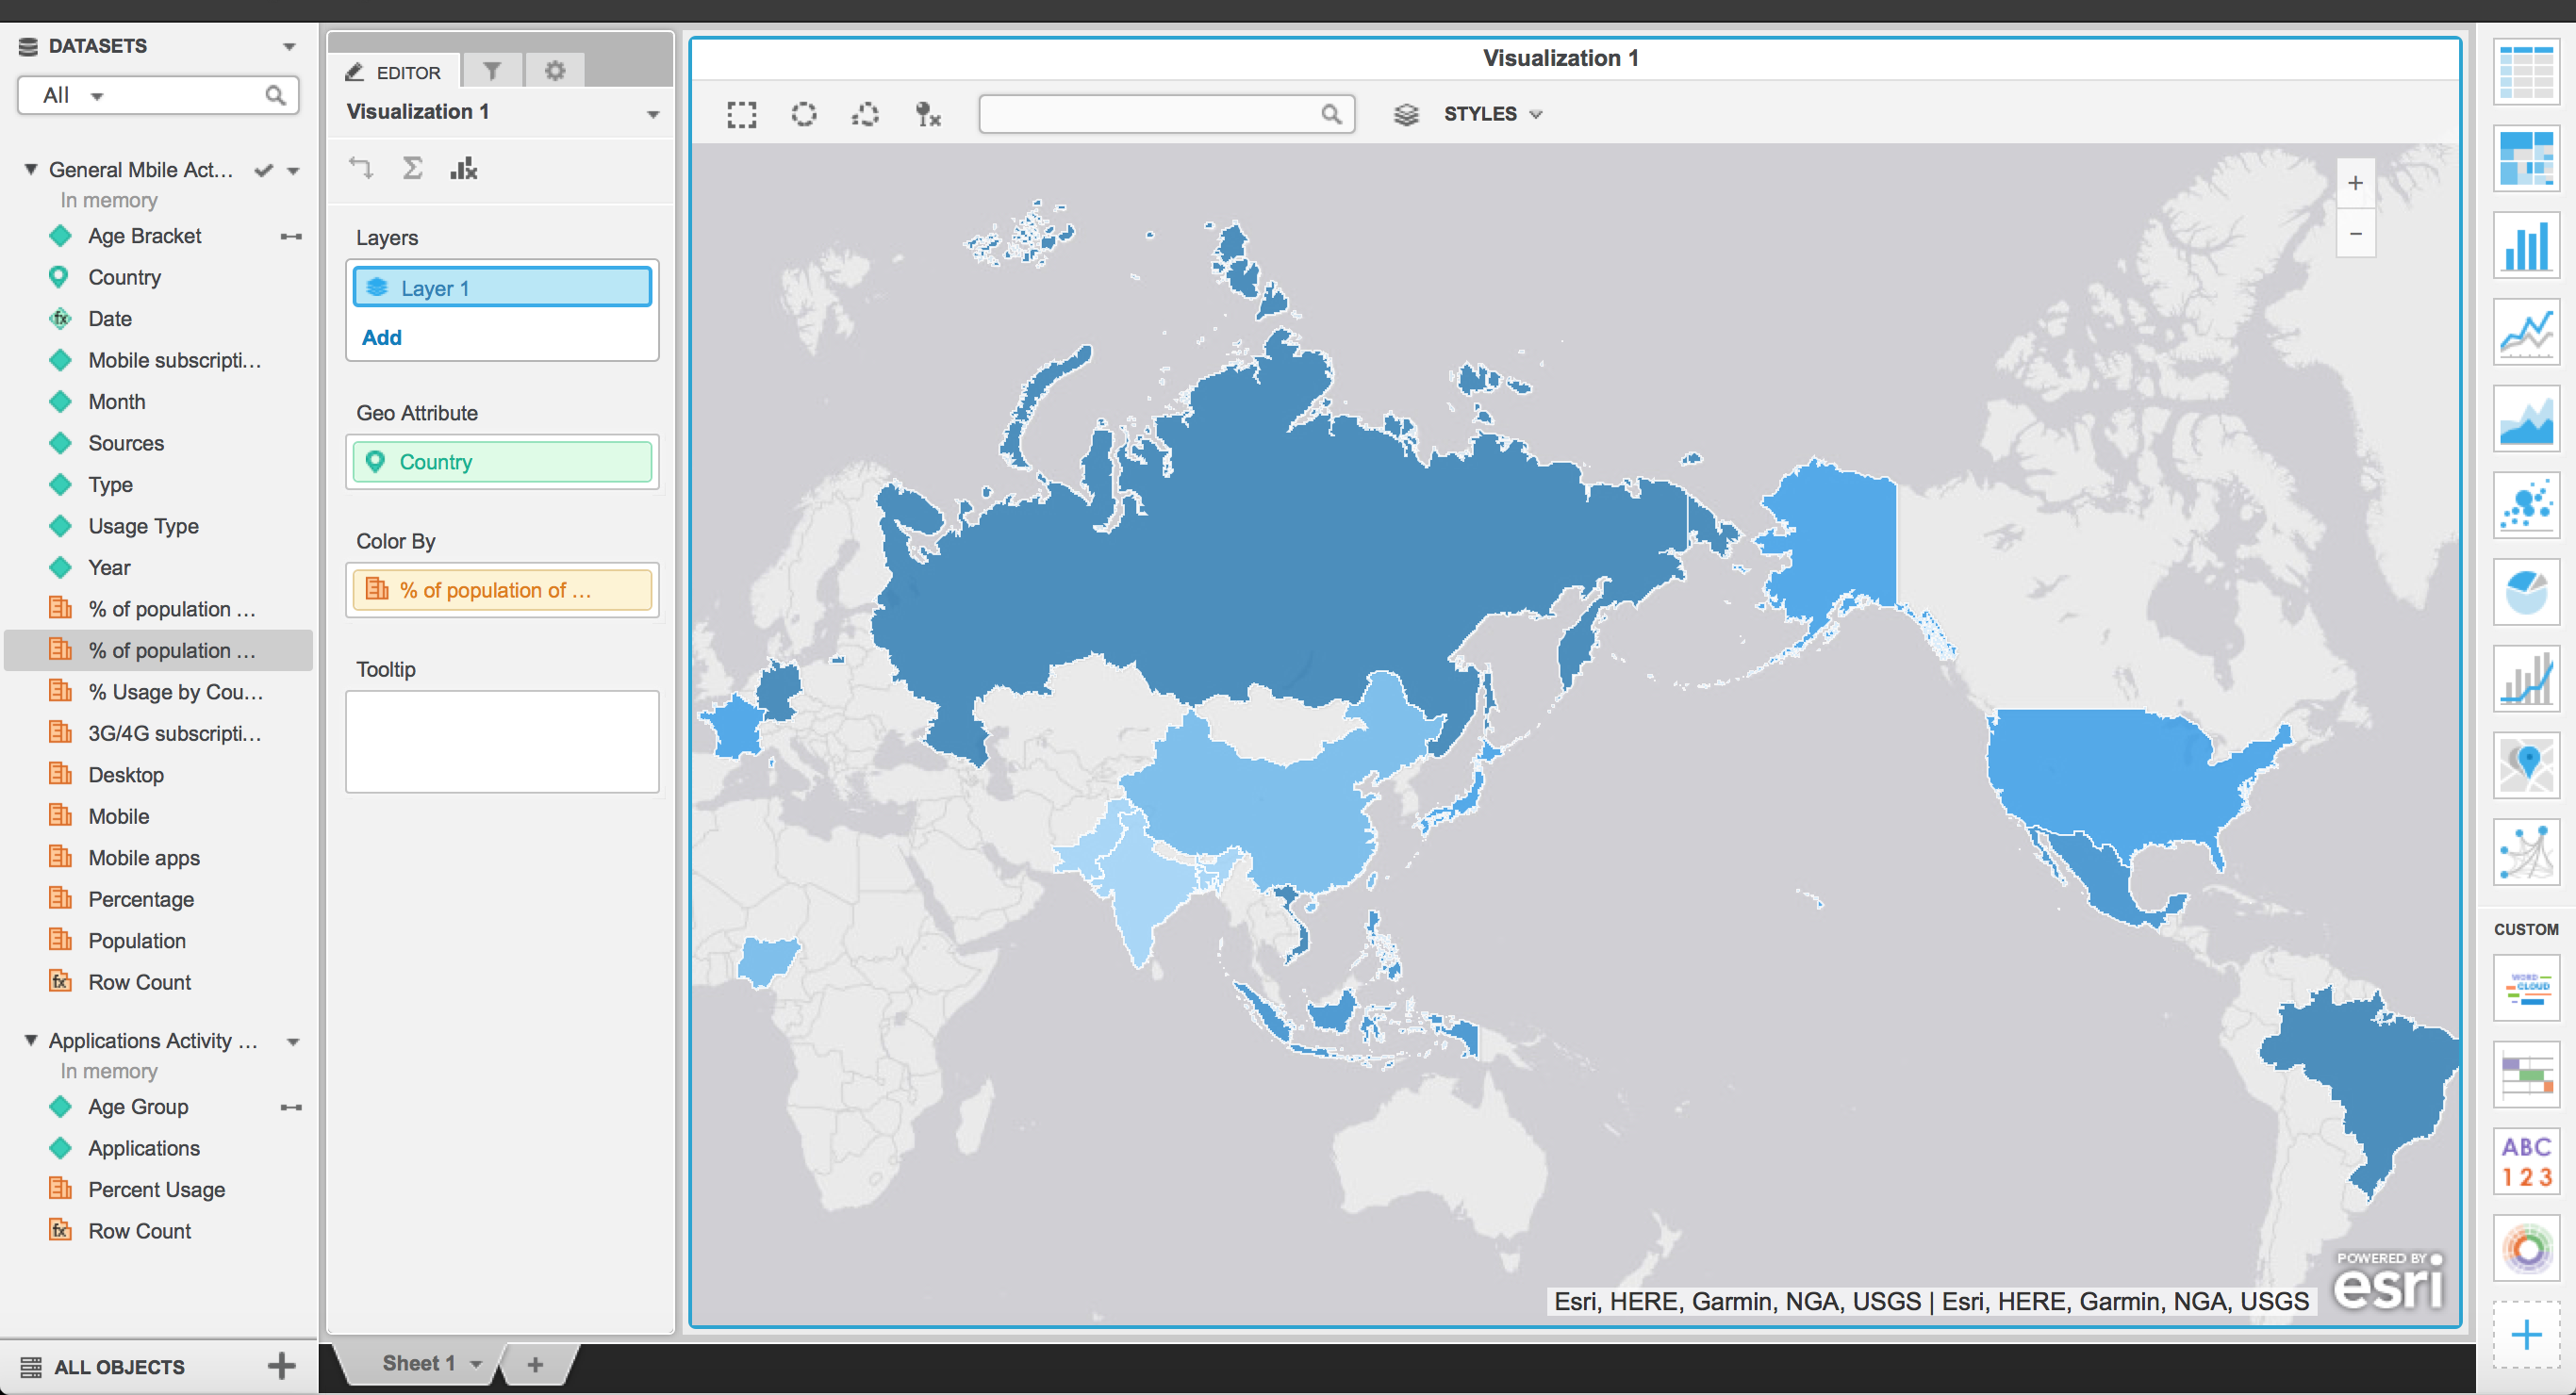 DATASETS
All
General Mbile Act...
In memory
Age Bracket
Country
Date
Mobile subscripti...
Month
Sources
Type
Usage Type
Year
% of population ...
% of population ...
% Usage by Cou...
3G/4G subscripti...
Desktop
Mobile
Mobile apps
Percentage
Population
Row Count
Applications Activity ...
In memory
Age Group
Applications
Percent Usage
Row Count
ALL OBJECTS
EDITOR
Visualization 1
Layers
Layer 1
Add
Geo Attribute
Country
Color By
% of population of ...
Tooltip
Visualization 1
STYLES
Esri, HERE, Garmin, NGA, USGS | Esri, HERE, Garmin, NGA, USGS
POWERED BY
esri
Sheet 1
CUSTOM
WORD
CLOUD
ABC
123